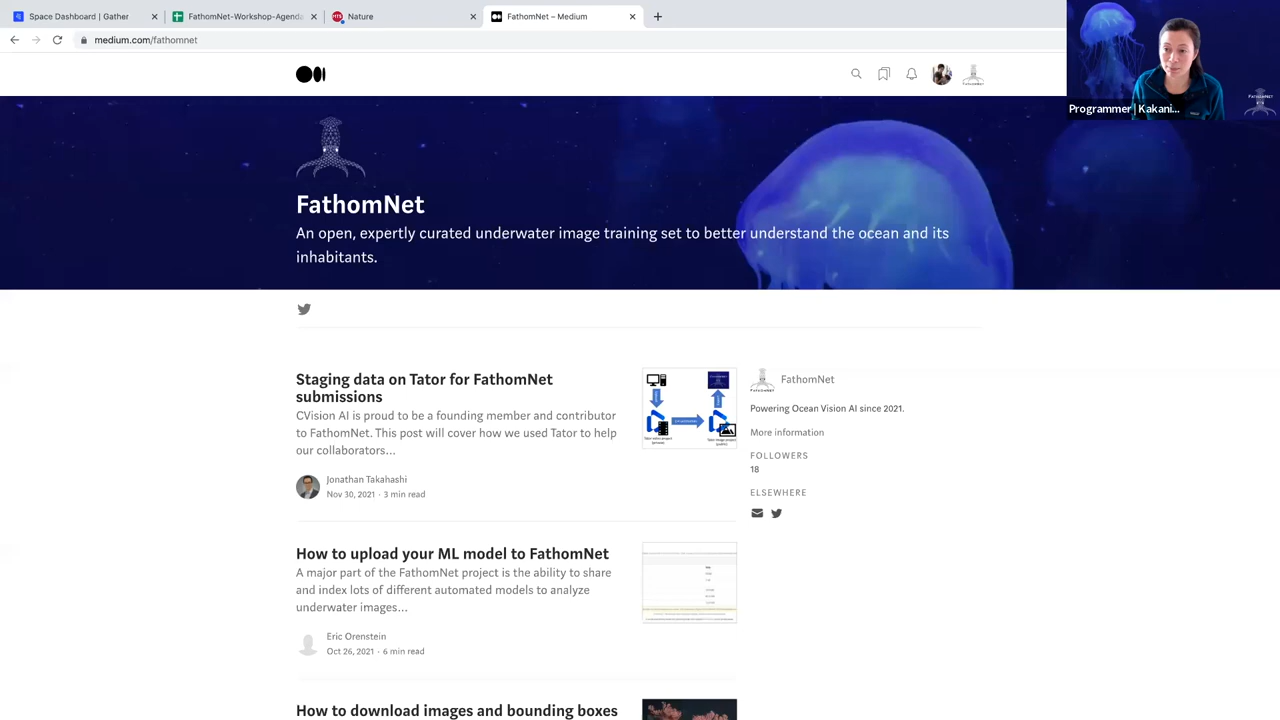 Space Dashboard | Gather
FathomNet-Workshop-Agenda
Nature
FathomNet – Medium
medium.com/fathomnet
Programmer | Kakani...
FATHOMNET
FathomNet
An open, expertly curated underwater image training set to better understand the ocean and its
inhabitants.
Staging data on Tator for FathomNet
submissions
CVision AI is proud to be a founding member and contributor
to FathomNet. This post will cover how we used Tator to help
our collaborators...
Jonathan Takahashi
Nov 30, 2021 · 3 min read
FathomNet
Powering Ocean Vision AI since 2021.
More information
FOLLOWERS
18
ELSEWHERE
How to upload your ML model to FathomNet
A major part of the FathomNet project is the ability to share
and index lots of different automated models to analyze
underwater images...
Eric Orenstein
Oct 26, 2021 · 6 min read
How to download images and bounding boxes